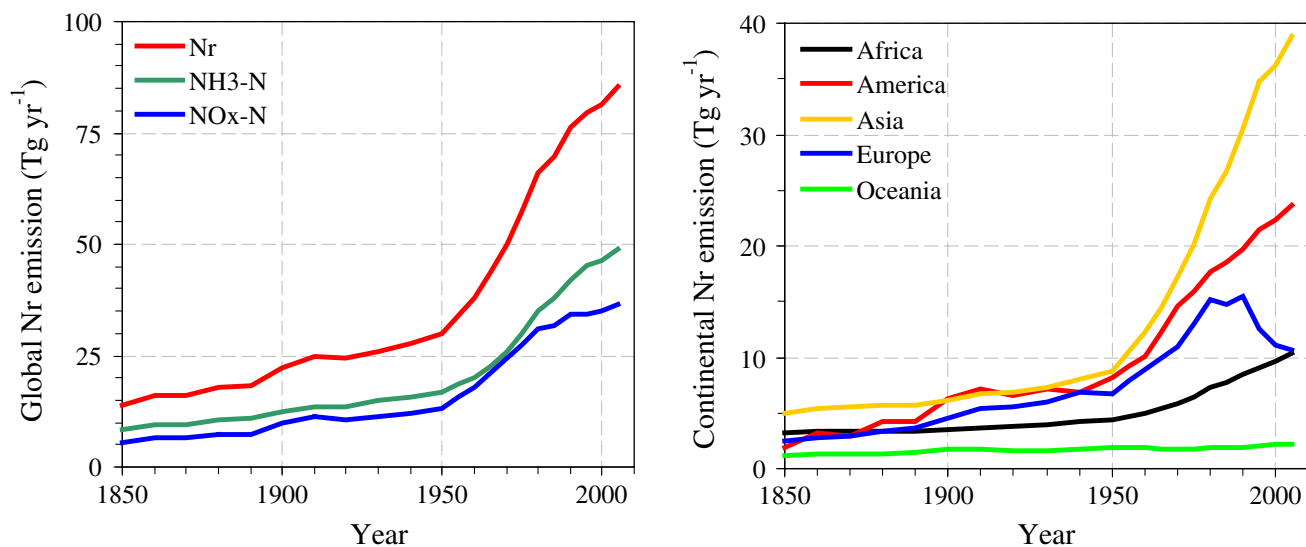 Global Nr emission (Tg yr-1)
100
75
50
25
0
Nr
NH3-N
NOx-N
1850 1900 1950 2000
Year
Continental Nr emission (Tg yr-1)
40
30
20
10
0
Africa
America
Asia
Europe
Oceania
1850 1900 1950 2000
Year